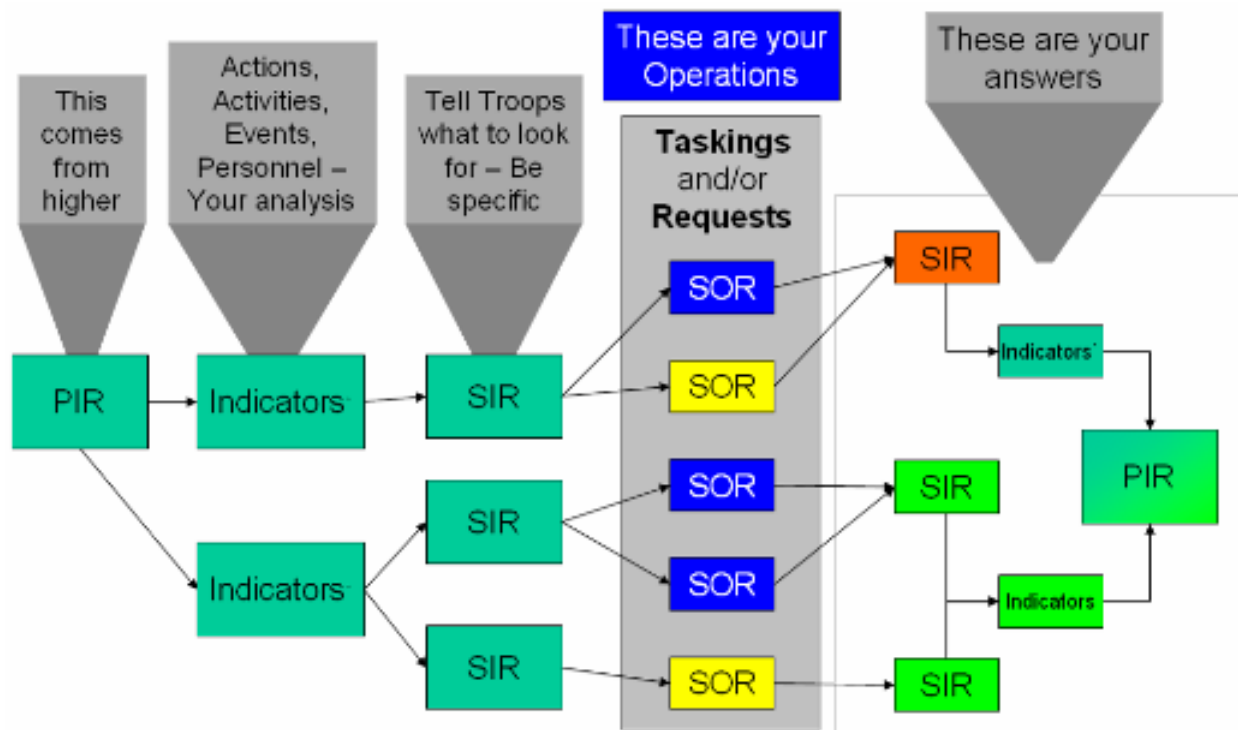 This
comes
from
higher
Actions,
Activities,
Events,
Personnel –
Your analysis
Tell Troops
what to look
for – Be
specific
These are your
Operations
These are your
answers
Taskings
and/or
Requests
PIR
Indicators
SIR
SOR
SOR
SIR
Indicators
Indicators
SIR
SIR
SOR
SOR
SOR
SIR
SIR
Indicators
PIR